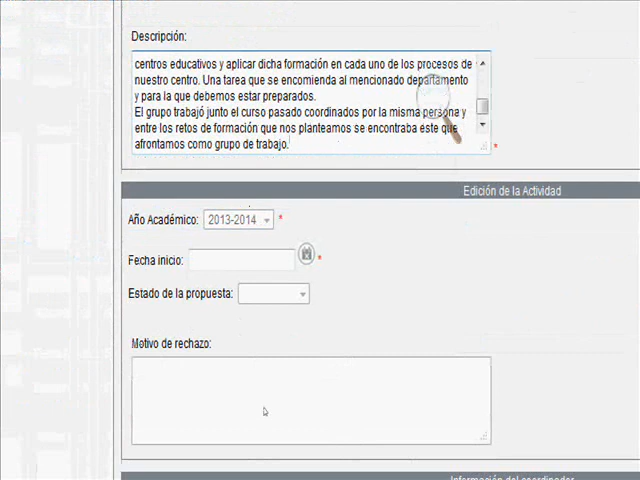 Descripción:
centros educativos y aplicar dicha formación en cada uno de los procesos de
nuestro centro. Una tarea que se encomienda al mencionado departamento
y para la que debemos estar preparados.
El grupo trabajó junto el curso pasado coordinados por la misma persona y
entre los retos de formación que nos planteamos se encontraba este que
afrontamos como grupo de trabajo.
*
Edición de la Actividad
Año Académico: 2013-2014 *
Fecha inicio: *
Estado de la propuesta:
Motivo de rechazo:
Información del coordinador